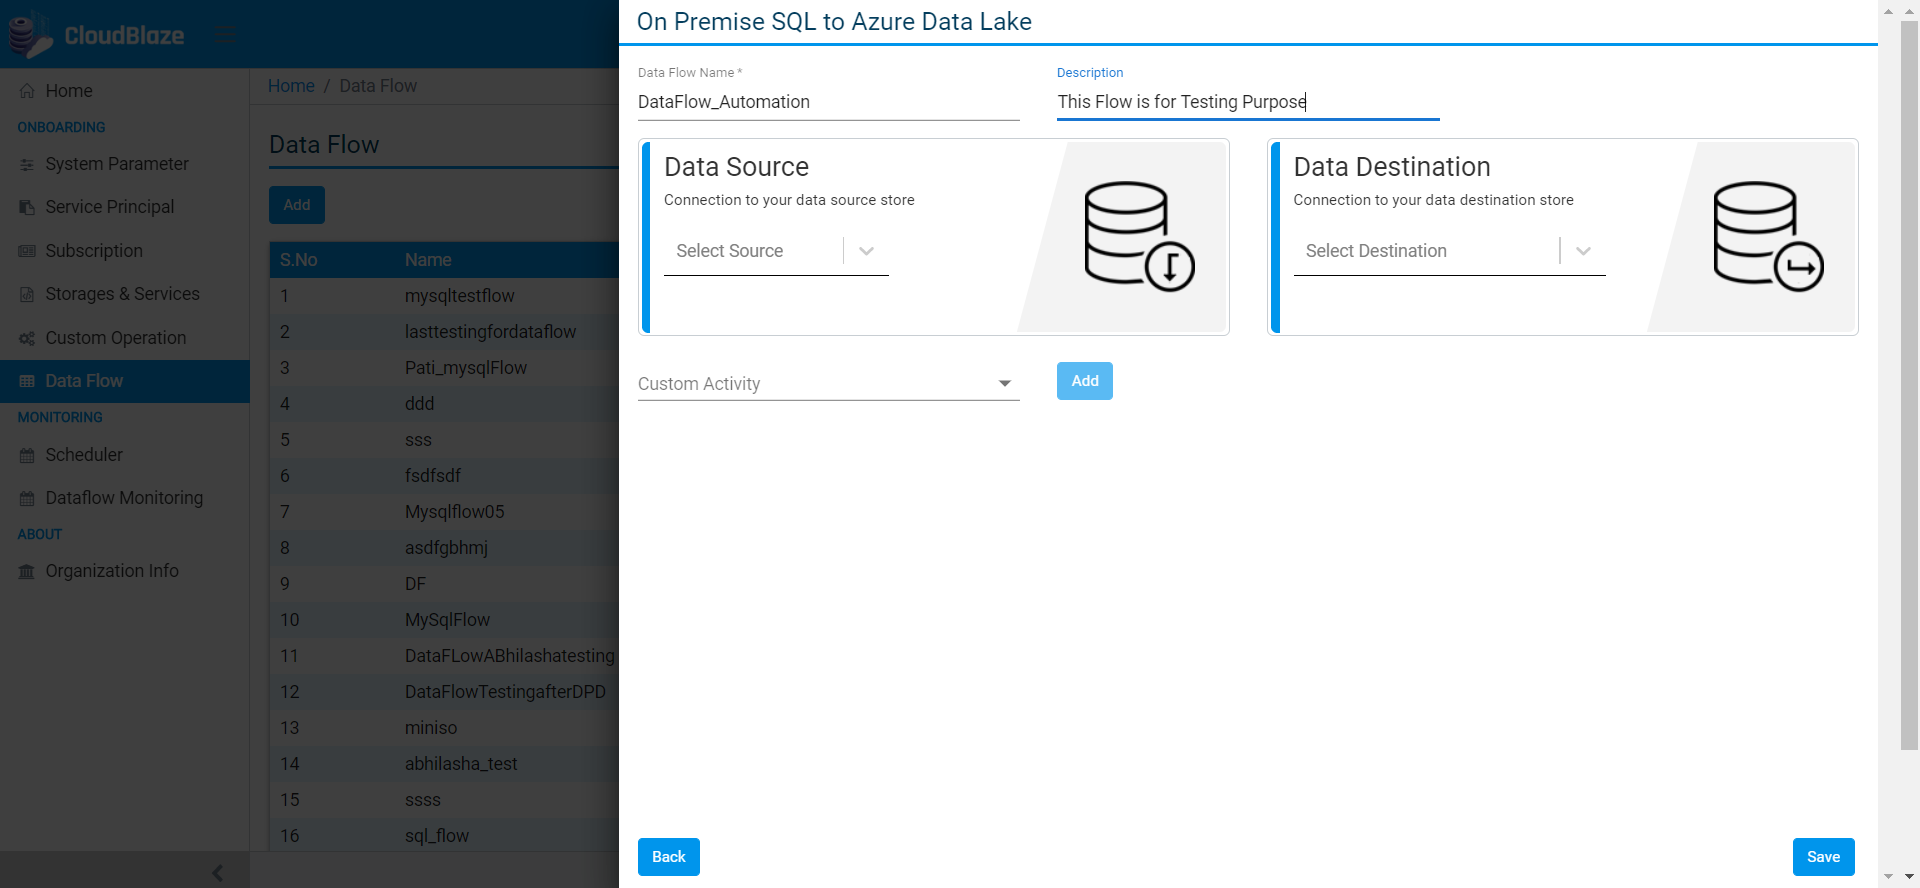 CloudBlaze
Home
ONBOARDING
System Parameter
Service Principal
Subscription
Storages & Services
Custom Operation
Data Flow
MONITORING
Scheduler
Dataflow Monitoring
ABOUT
Organization Info
Home / Data Flow
Data Flow
Add
S.No Name
1 mysqltestflow
2 lasttestingfordataflow
3 Pati_mysqlFlow
4 ddd
5 sss
6 fsdfsdf
7 Mysqlflow05
8 asdfgbhmj
9 DF
10 MySqlFlow
11 DataFLowABhilashatesting
12 DataFlowTestingafterDPD
13 miniso
14 abhilasha_test
15 ssss
16 sql_flow
On Premise SQL to Azure Data Lake
Data Flow Name *
DataFlow_Automation
Description
This Flow is for Testing Purpose
Data Source
Connection to your data source store
Select Source
Data Destination
Connection to your data destination store
Select Destination
Custom Activity
Add
Back
Save